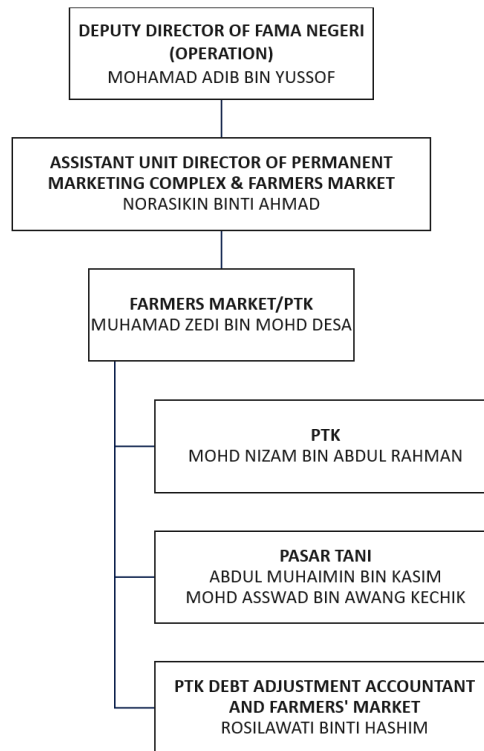 DEPUTY DIRECTOR OF FAMA NEGERI
(OPERATION)
MOHAMAD ADIB BIN YUSSOF
ASSISTANT UNIT DIRECTOR OF PERMANENT
MARKETING COMPLEX & FARMERS MARKET
NORASIKIN BINTI AHMAD
FARMERS MARKET/PTK
MUHAMAD ZEDI BIN MOHD DESA
PTK
MOHD NIZAM BIN ABDUL RAHMAN
PASAR TANI
ABDUL MUHAIMIN BIN KASIM
MOHD ASSWAD BIN AWANG KECHIK
PTK DEBT ADJUSTMENT ACCOUNTANT
AND FARMERS' MARKET
ROSILAWATI BINTI HASHIM